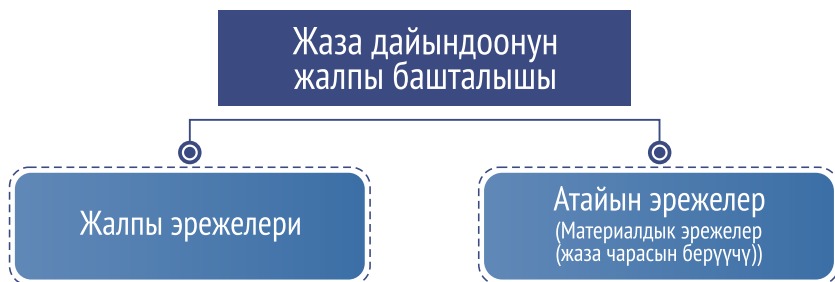 Жаза дайындоонун
жалпы башталышы
Жалпы эрежелери
Атайын эрежелер
(Материалдык эрежелер
(жаза чарасын берүүчү))